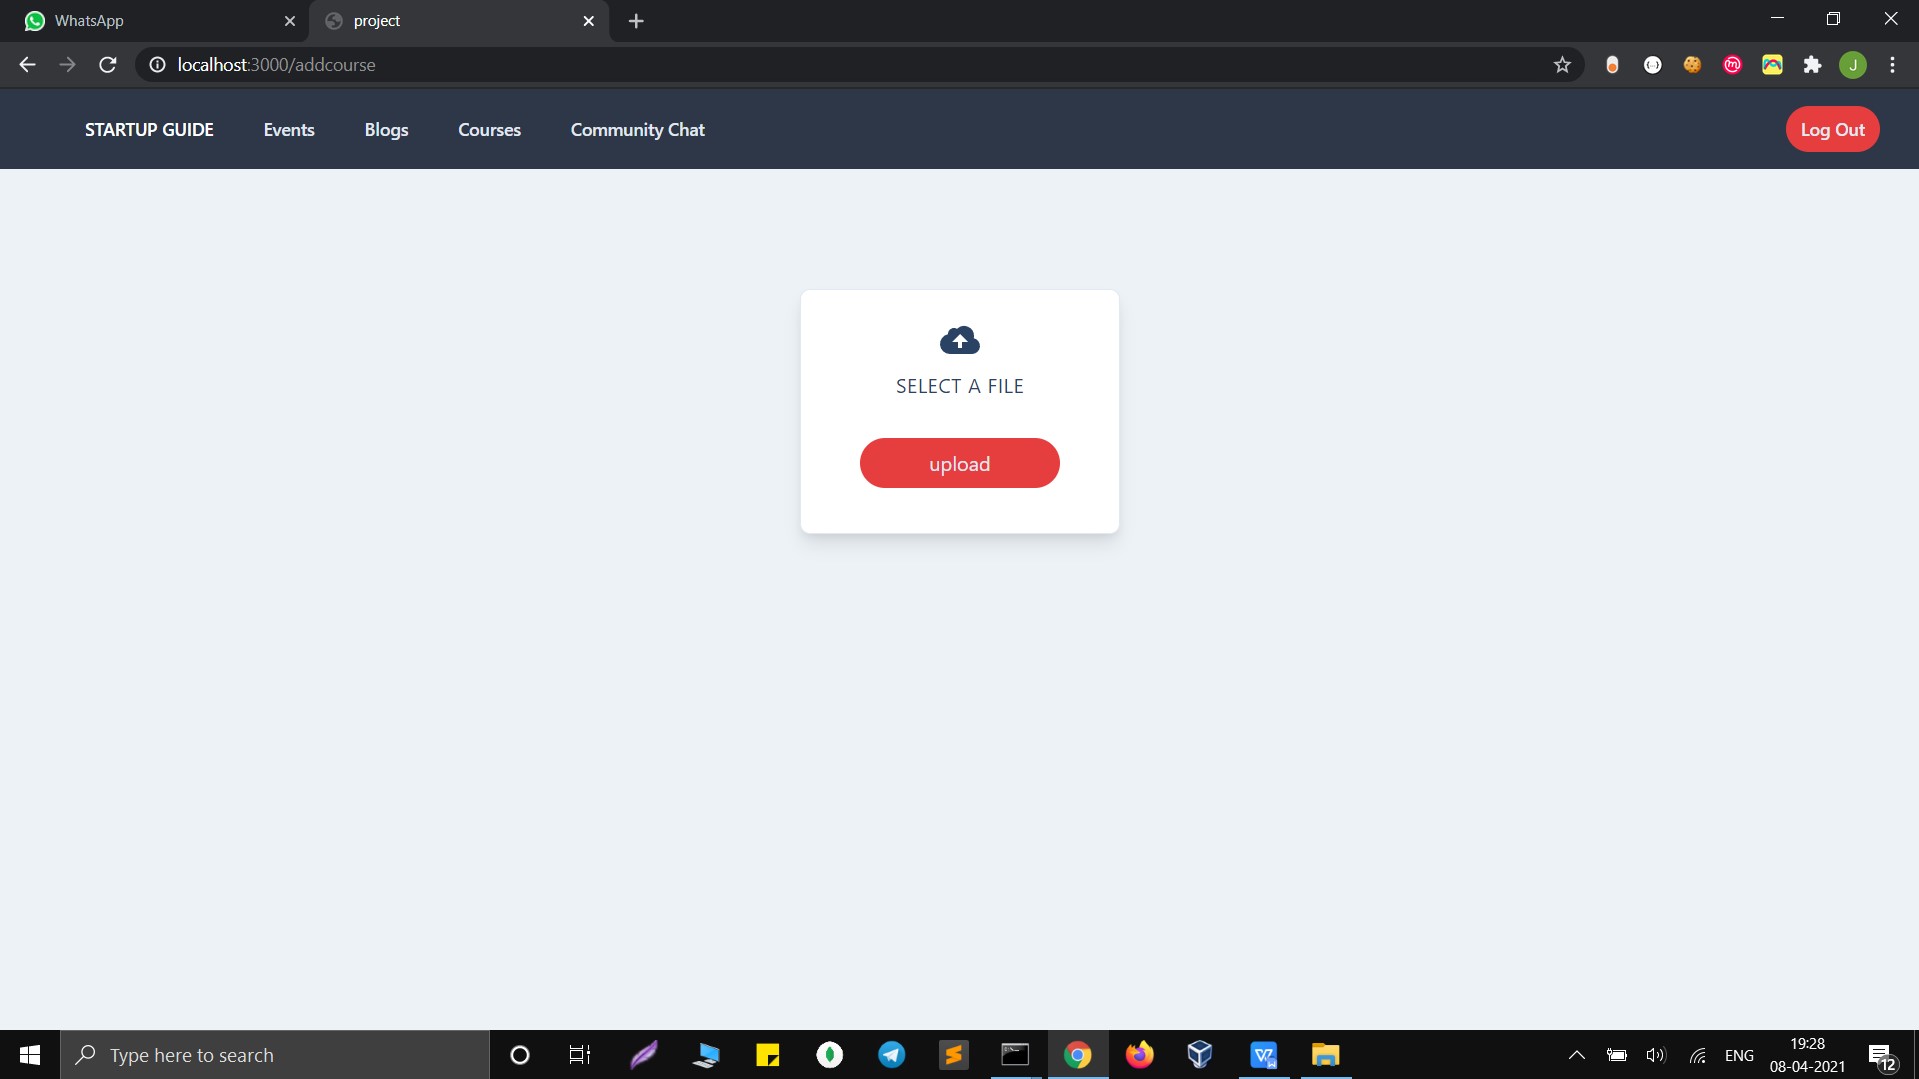 WhatsApp
project
localhost:3000/addcourse
J
STARTUP GUIDE
Events
Blogs
Courses
Community Chat
Log Out
SELECT A FILE
upload
Type here to search
ENG
19:28
08-04-2021
12